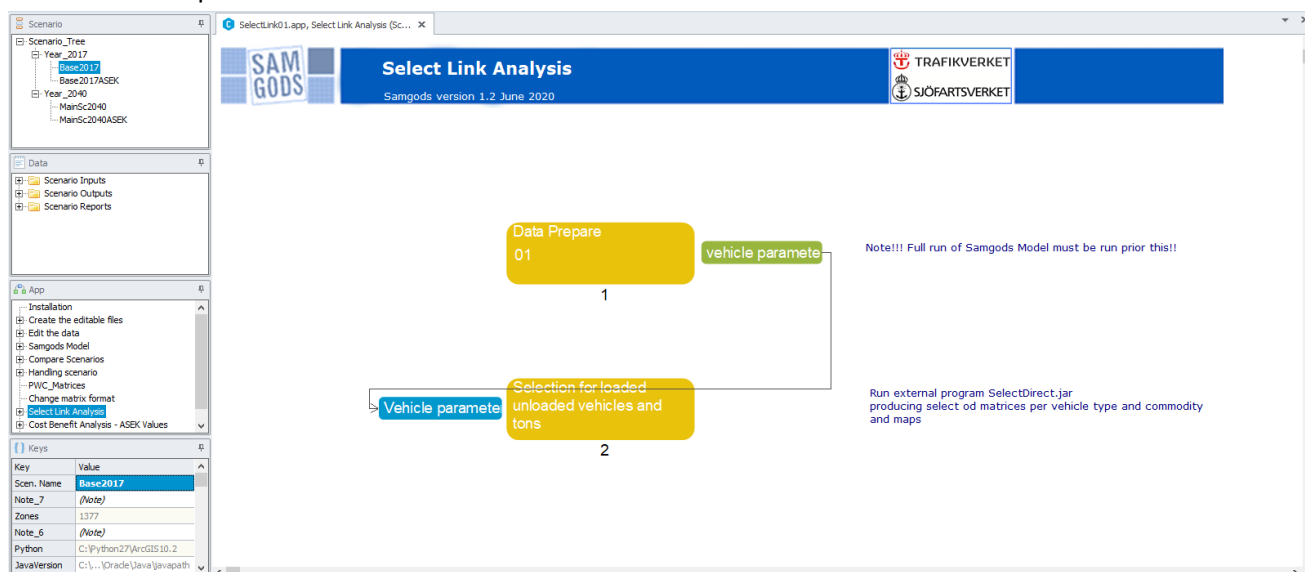 Scenario
Scenario_Tree
Year_2017
Base2017
Base2017ASEK
Year_2040
MainSc2040
MainSc2040ASEK
Data
Scenario Inputs
Scenario Outputs
Scenario Reports
App
Installation
Create the editable files
Edit the data
Samgods Model
Compare Scenarios
Handling scenario
PWC_Matrices
Change matrix format
Select Link Analysis
Cost Benefit Analysis - ASEK Values
Keys
Key Value
Scen. Name Base2017
Note_7 (Note)
Zones 1377
Note_6 (Note)
Python C:\Python27\ArcGIS10.2
JavaVersion C:\...\Oracle\Java\javapath
SelectLink01.app, Select Link Analysis (Sc...
SAM
GODS
Select Link Analysis
Samgods version 1.2 June 2020
TRAFIKVERKET
SJÖFARTSVERKET
Data Prepare
01
vehicle paramete
1
Note!!! Full run of Samgods Model must be run prior this!!
Vehicle parameter
Selection for loaded
unloaded vehicles and
tons
2
Run external program SelectDirect.jar
producing select od matrices per vehicle type and commodity
and maps